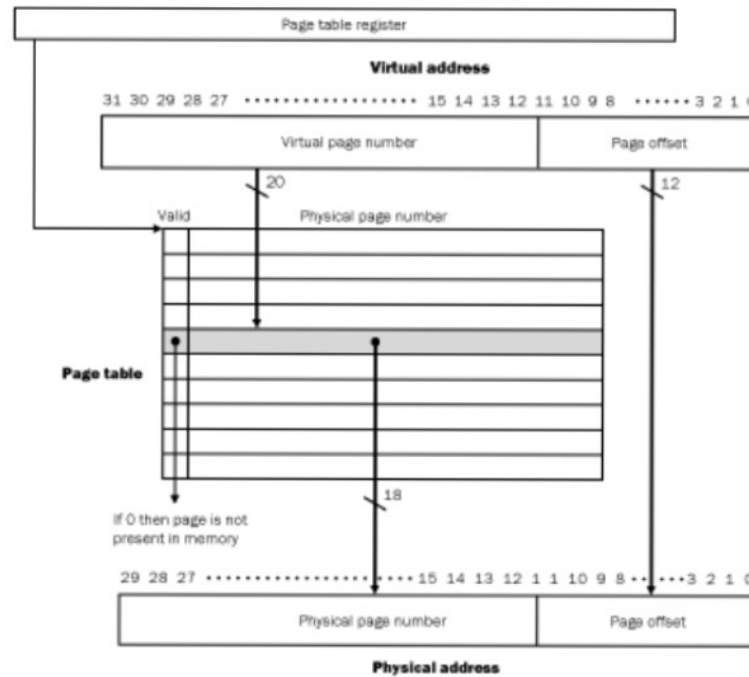 Page table register
Virtual address
31 30 29 28 27 •••••••••••••••••• 15 14 13 12 11 10 9 8 •••••• 3 2 1 0
Virtual page number Page offset
20 12
Valid Physical page number
Page table
18
If 0 then page is not
present in memory
29 28 27 •••••••••••••••••• 15 14 13 12 1 1 10 9 8 ••••••3 2 1 0
Physical page number Page offset
Physical address